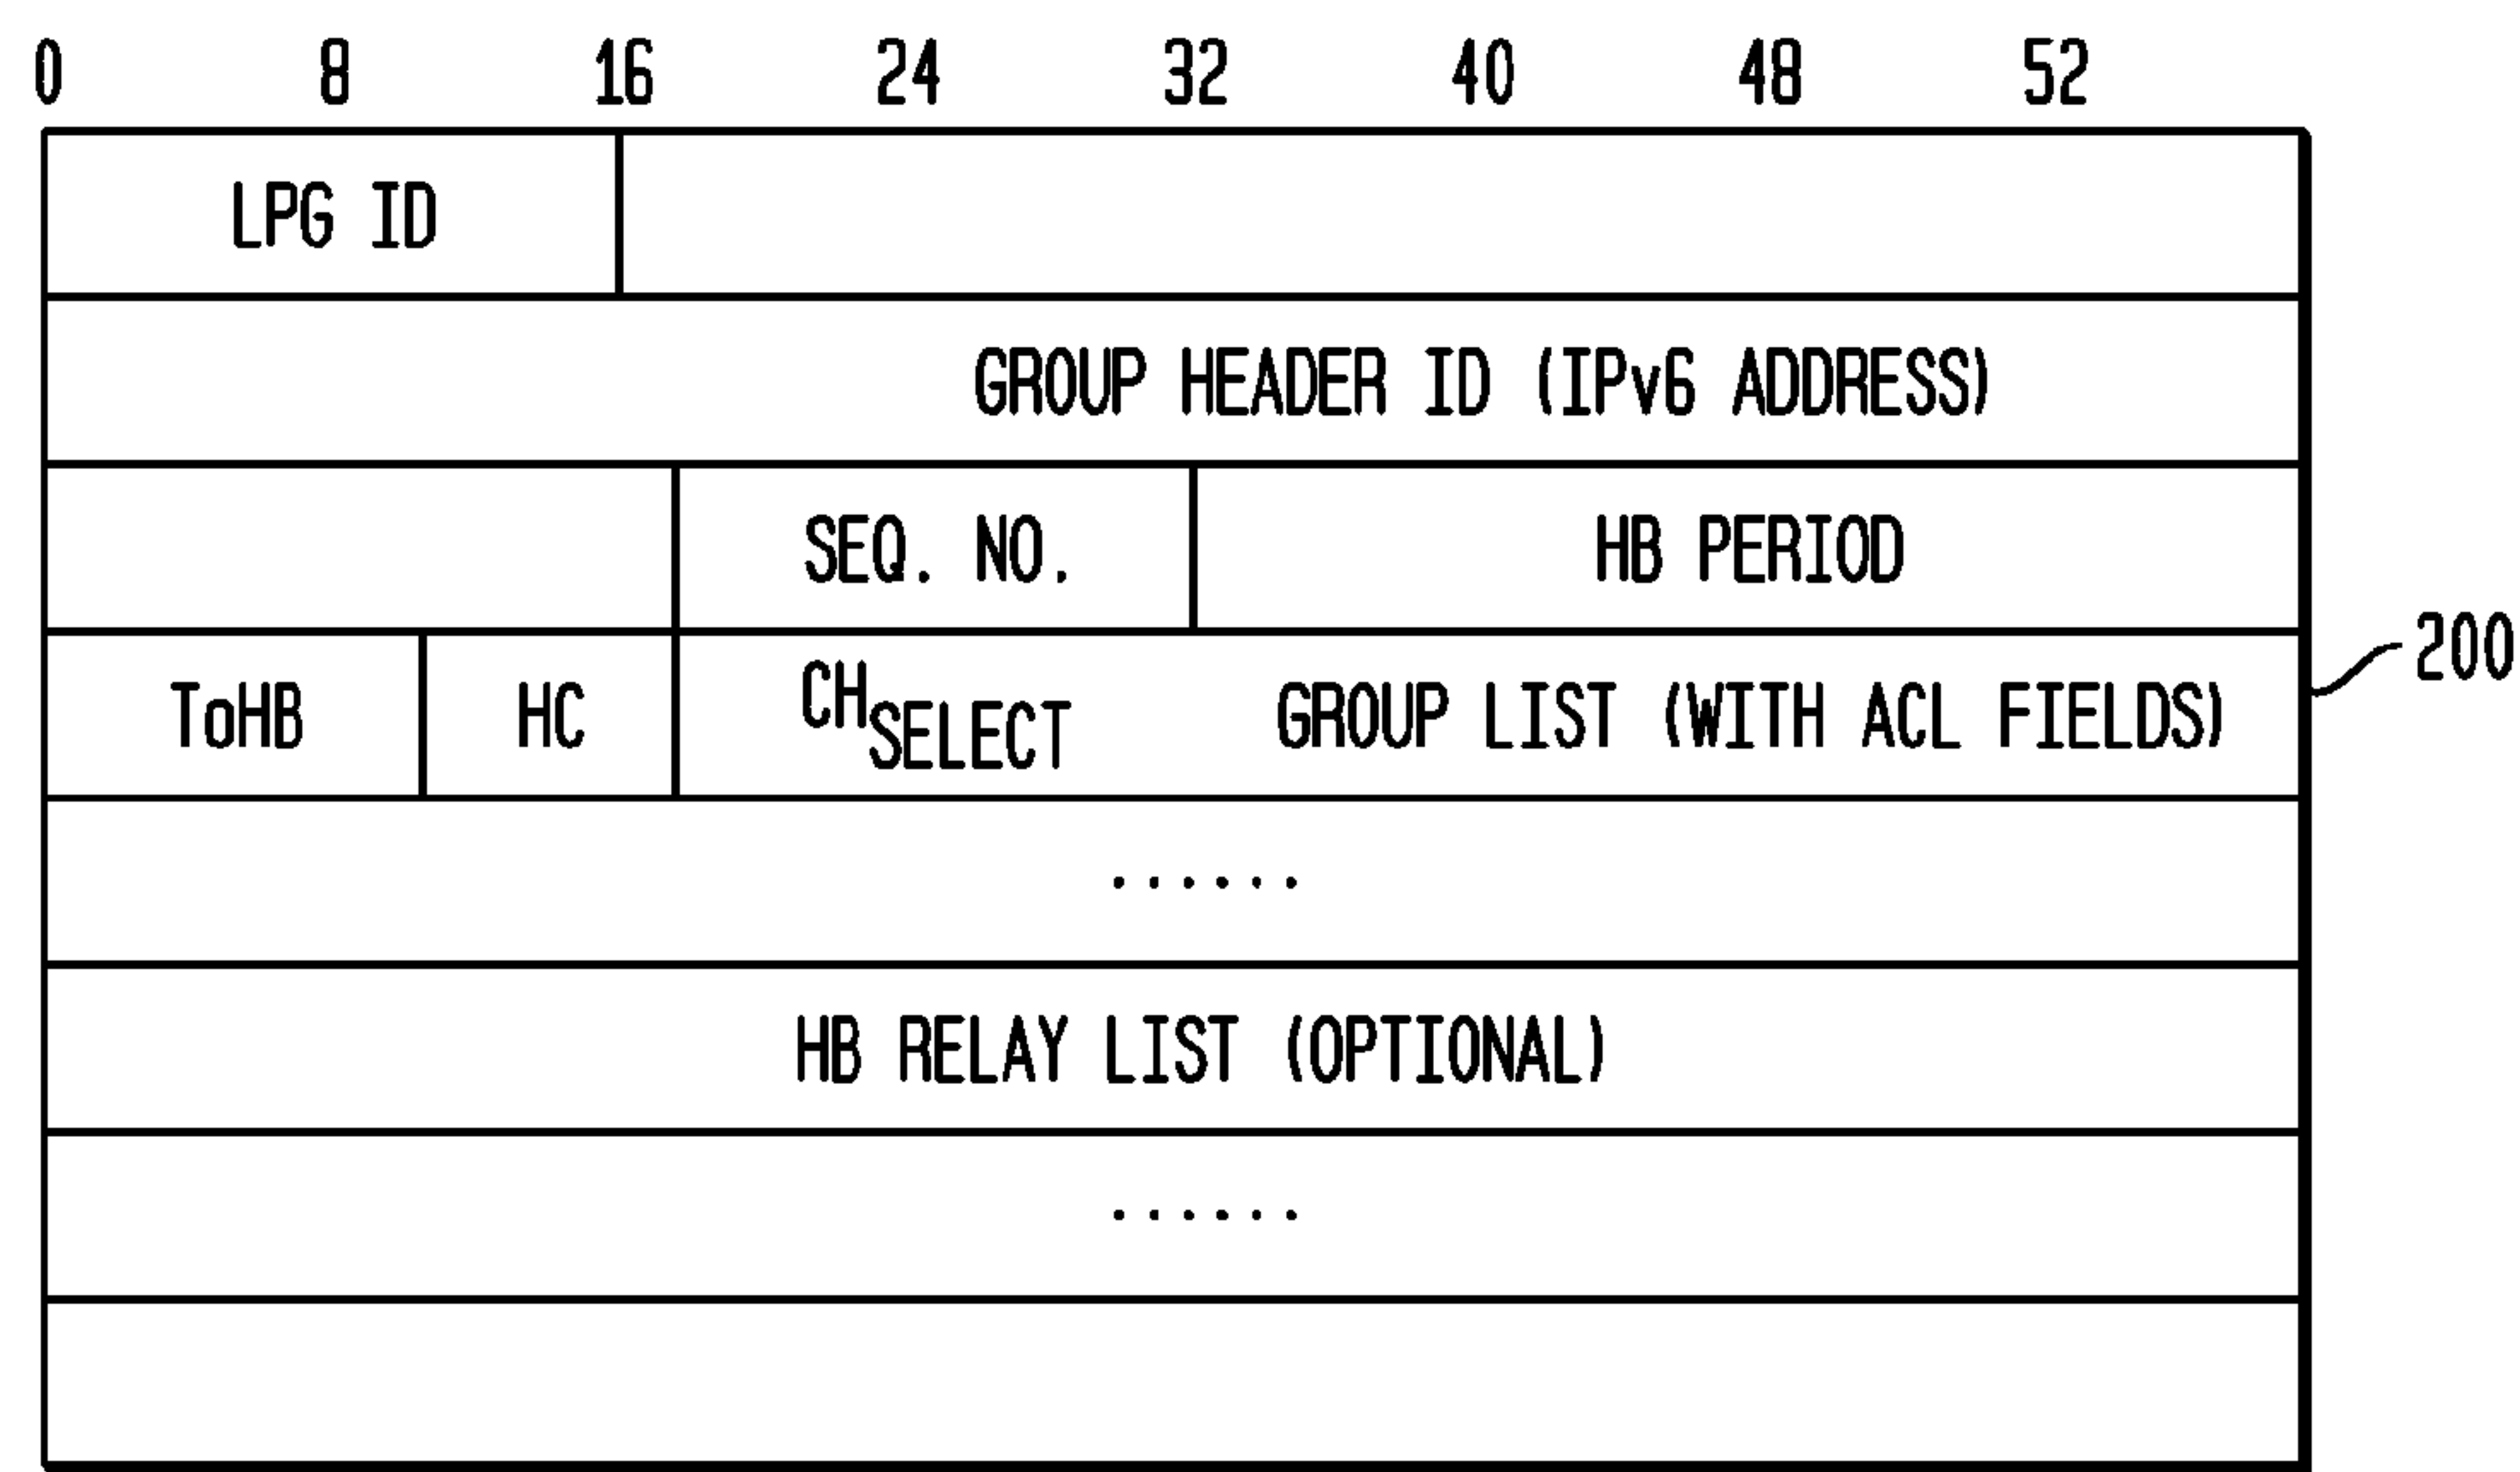 0 8 16 24 32 40 48 52
LPG ID
GROUP HEADER ID (IPv6 ADDRESS)
SEQ. NO. HB PERIOD
200
ToHB HC CHSELECT GROUP LIST (WITH ACL FIELDS)
......
HB RELAY LIST (OPTIONAL)
......